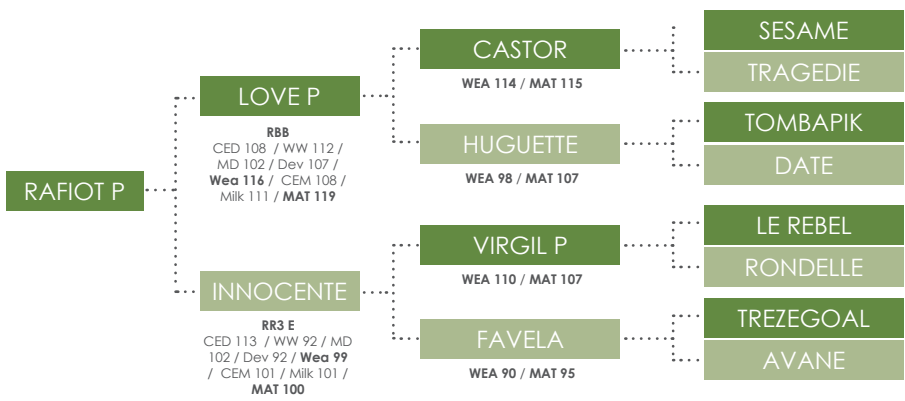 RAFIOT P
LOVE P
RBB
CED 108 / WW 112 /
MD 102 / Dev 107 /
Wea 116 / CEM 108 /
Milk 111 / MAT 119
INNOCENTE
RR3 E
CED 113 / WW 92 / MD
102 / Dev 92 / Wea 99
/ CEM 101 / Milk 101 /
MAT 100
CASTOR
WEA 114 / MAT 115
HUGUETTE
WEA 98 / MAT 107
VIRGIL P
WEA 110 / MAT 107
FAVELA
WEA 90 / MAT 95
SESAME
TRAGEDIE
TOMBAPIK
DATE
LE REBEL
RONDELLE
TREZEGOAL
AVANE